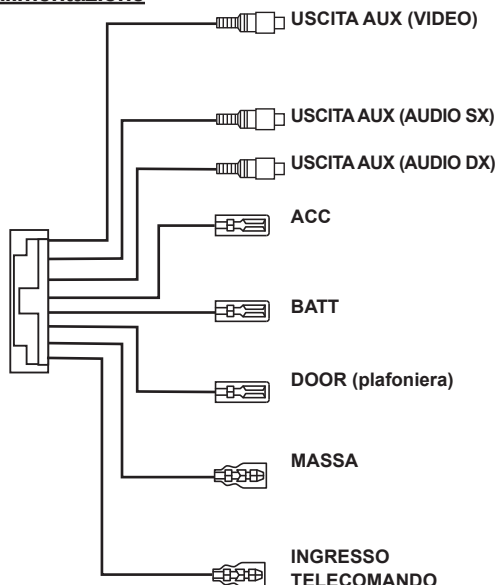 USCITA AUX (VIDEO)
USCITA AUX (AUDIO SX)
USCITA AUX (AUDIO DX)
ACC
BATT
DOOR (plafoniera)
MASSA
INGRESSO
TELECOMANDO